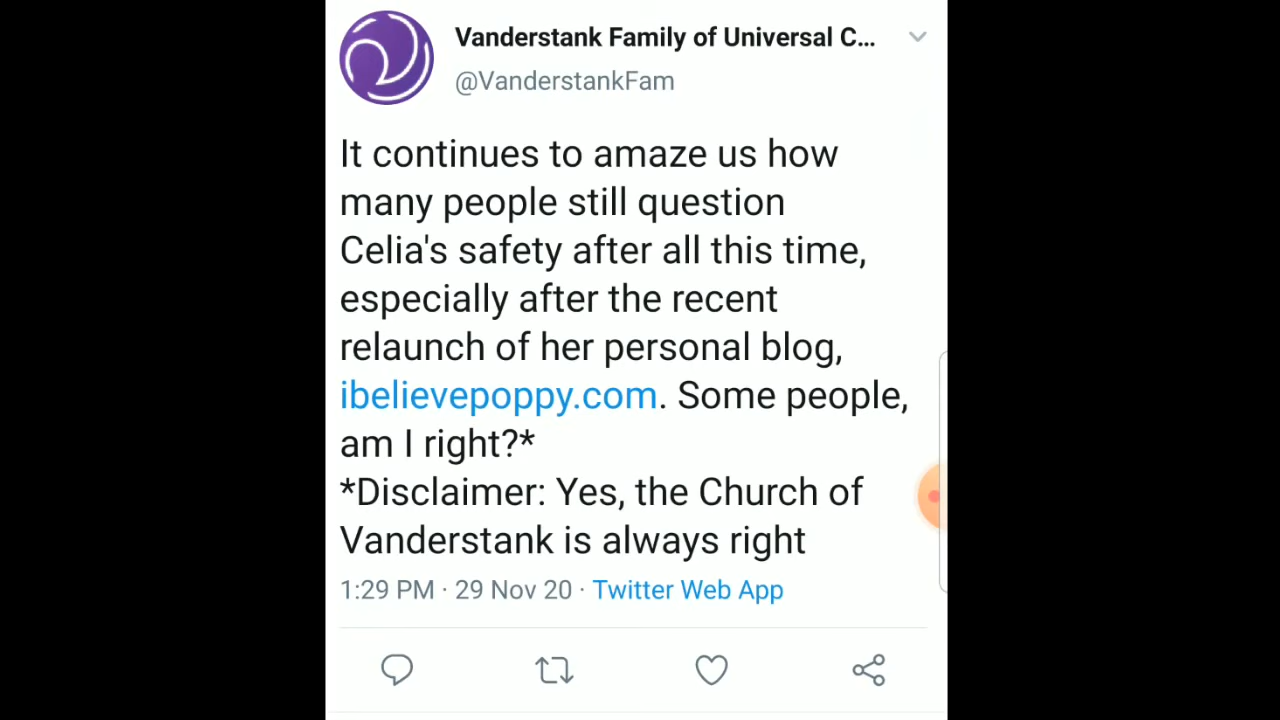 Vanderstank Family of Universal C...
@VanderstankFam
It continues to amaze us how
many people still question
Celia's safety after all this time,
especially after the recent
relaunch of her personal blog,
ibelievepoppy.com. Some people,
am I right?*
*Disclaimer: Yes, the Church of
Vanderstank is always right
1:29 PM · 29 Nov 20 · Twitter Web App